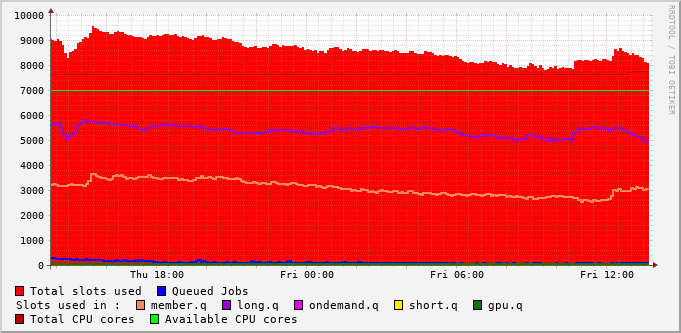 RRDTOOL / TOBI OETIKER
10000
9000
8000
7000
6000
5000
4000
3000
2000
1000
0
Thu 18:00 Fri 00:00 Fri 06:00 Fri 12:00
Total slots used Queued Jobs
Slots used in : member.q long.q ondemand.q short.q gpu.q
Total CPU cores Available CPU cores